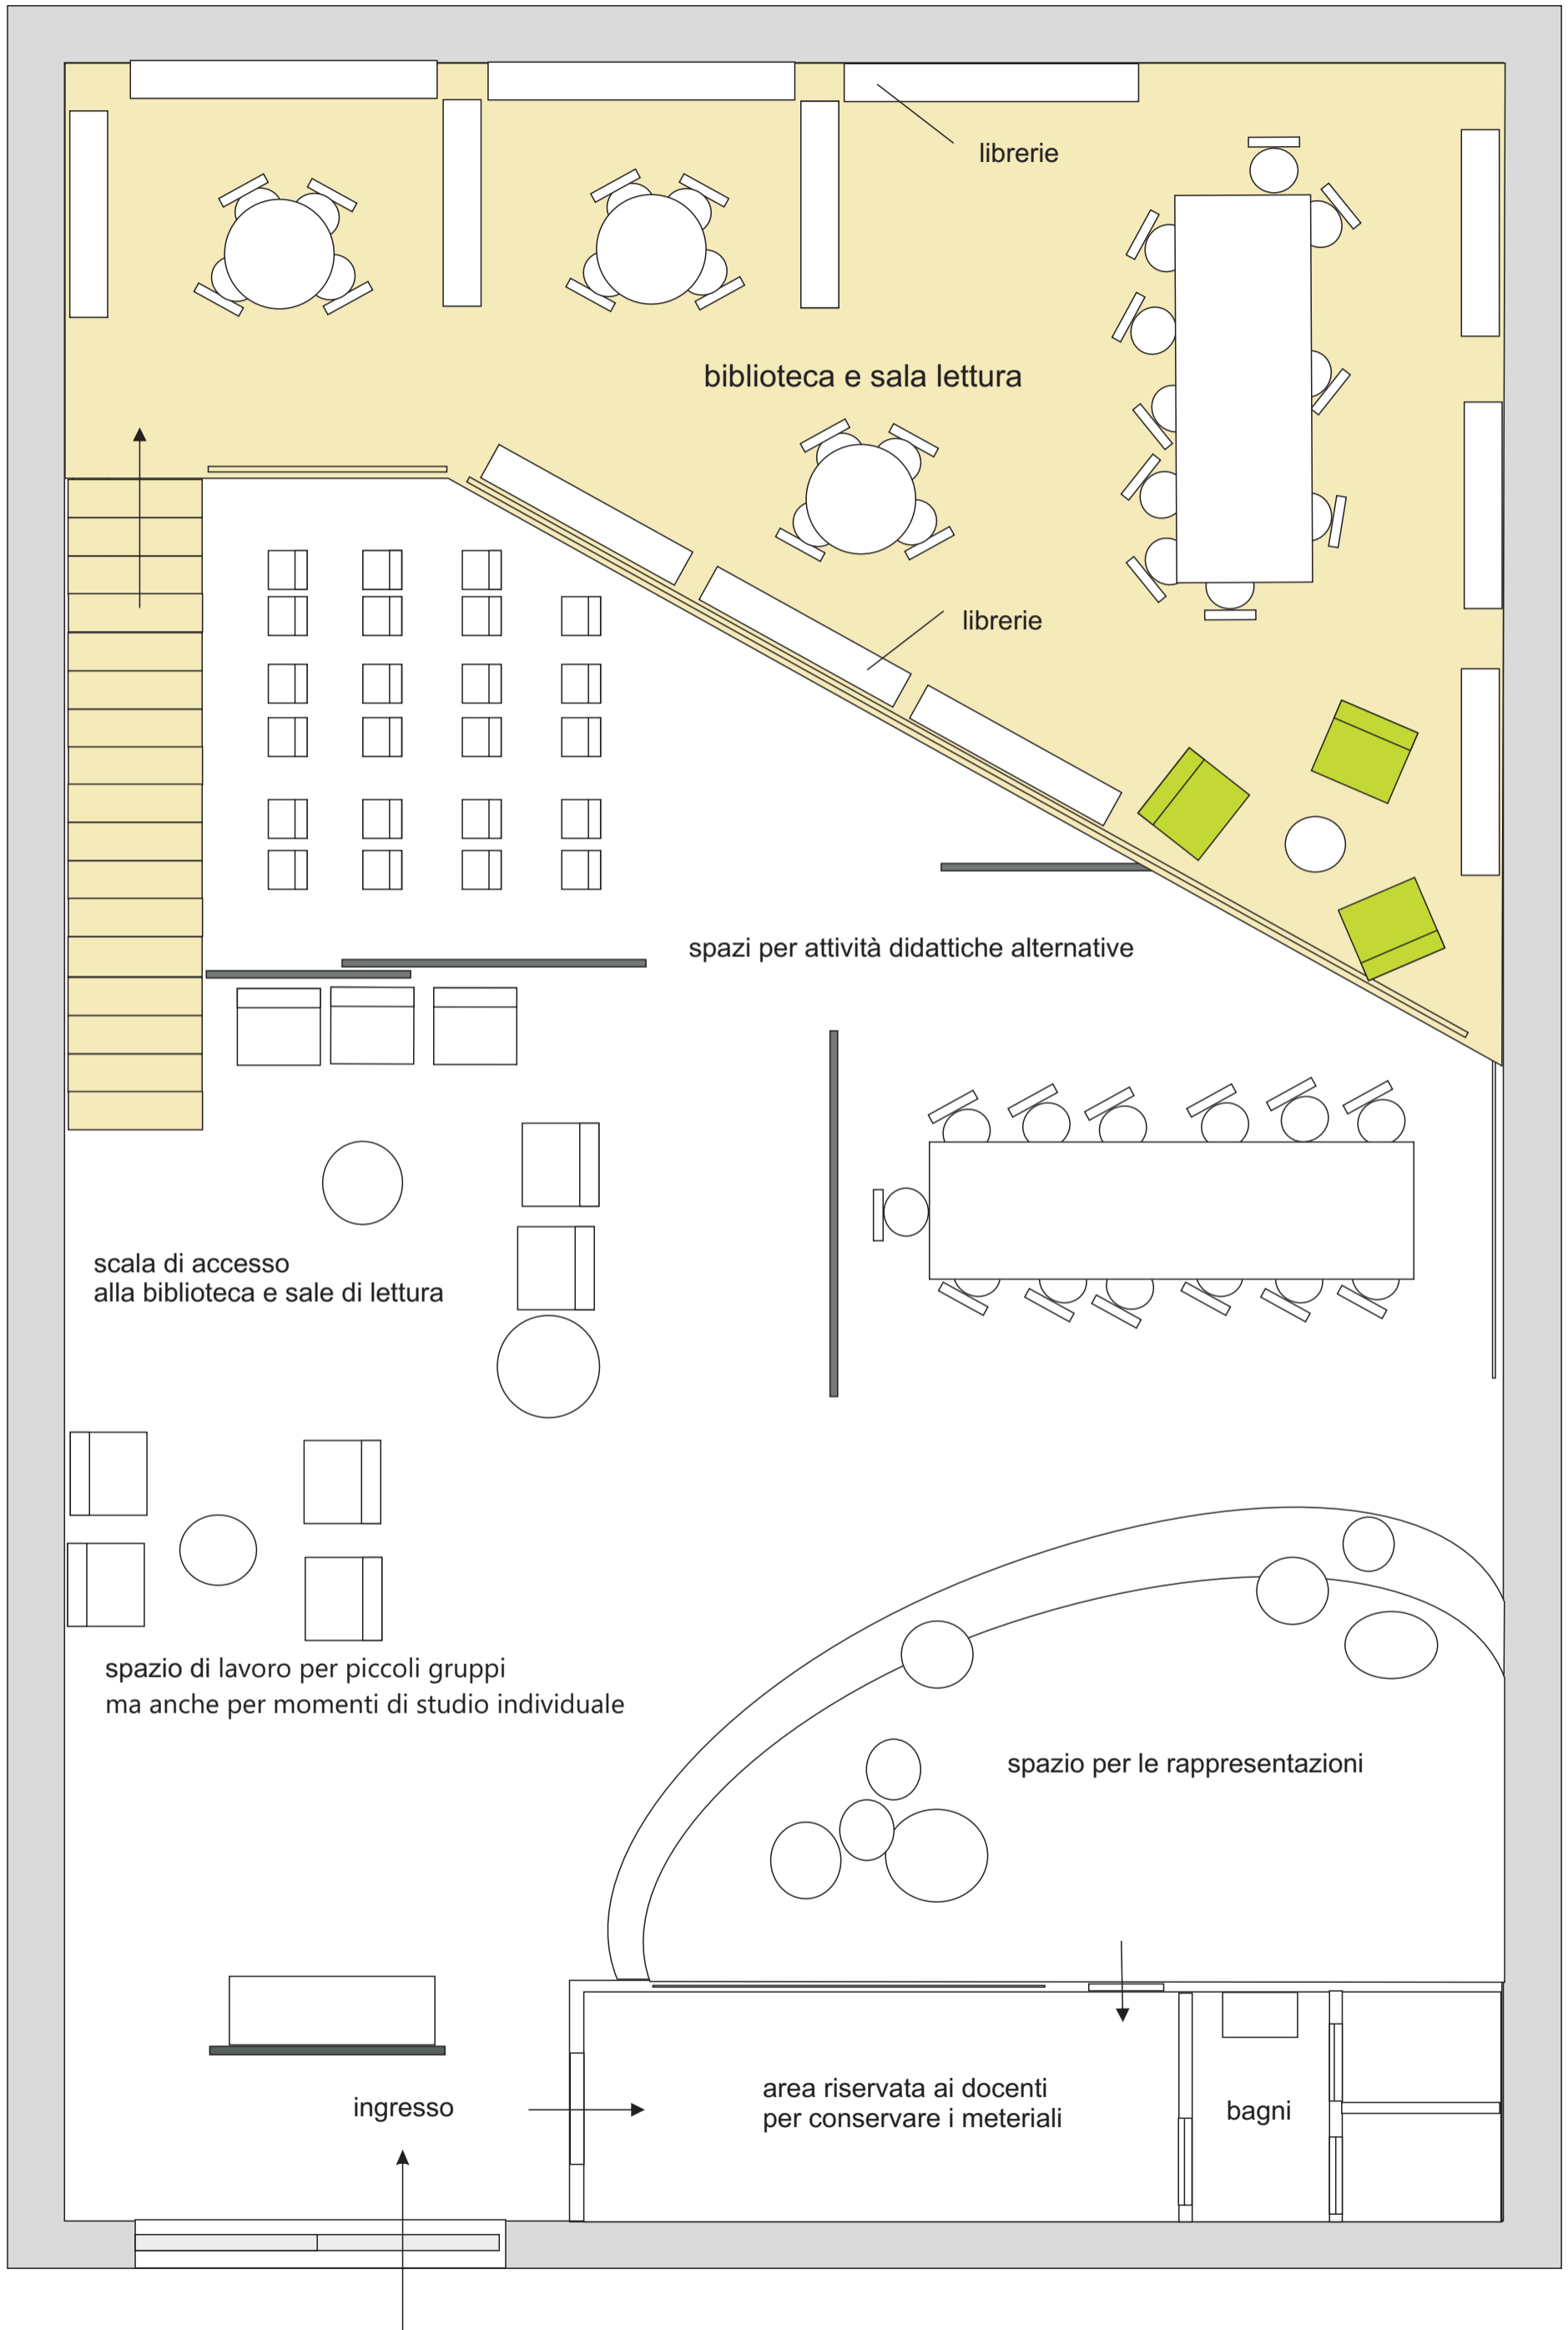 librerie
biblioteca e sala lettura
librerie
spazi per attività didattiche alternative
scala di accesso
alla biblioteca e sale di lettura
spazio di lavoro per piccoli gruppi
ma anche per momenti di studio individuale
spazio per le rappresentazioni
ingresso
area riservata ai docenti
per conservare i meteriali
bagni